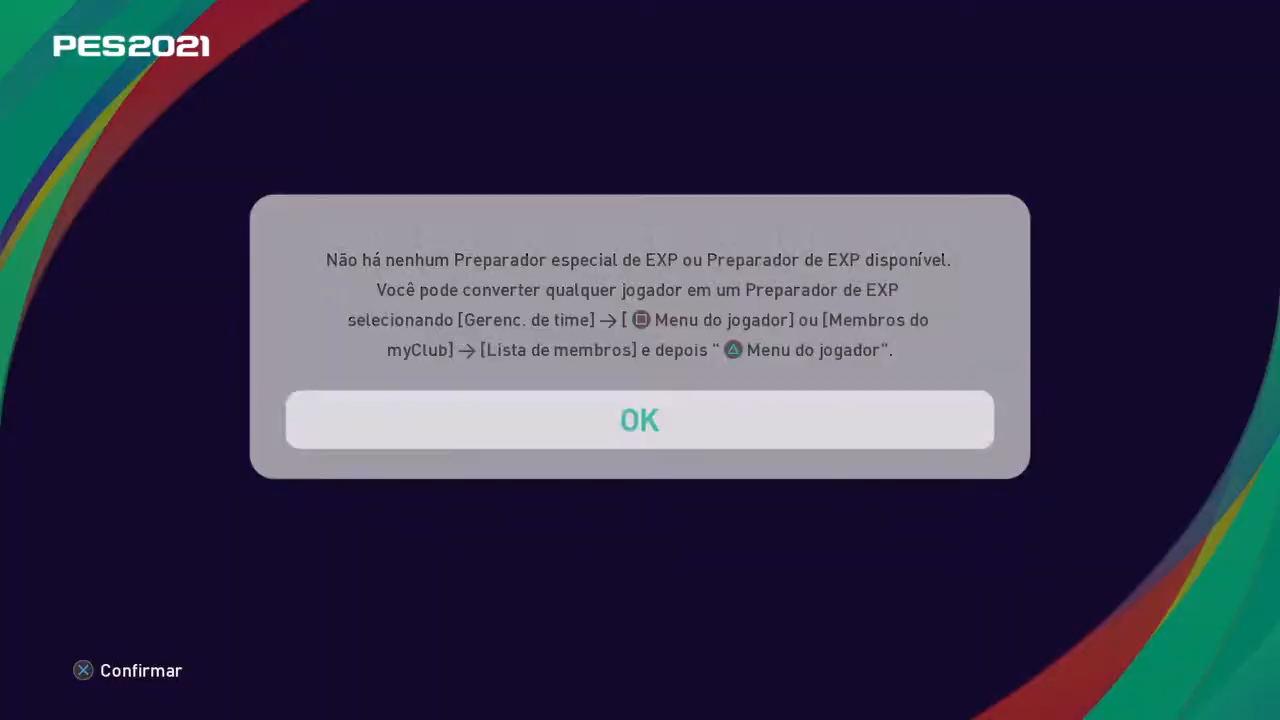 PES2021
Não há nenhum Preparador especial de EXP ou Preparador de EXP disponível.
Você pode converter qualquer jogador em um Preparador de EXP
selecionando [Gerenc. de time] → [ Menu do jogador] ou [Membros do
myClub] → [Lista de membros] e depois " Menu do jogador".
OK
Confirmar